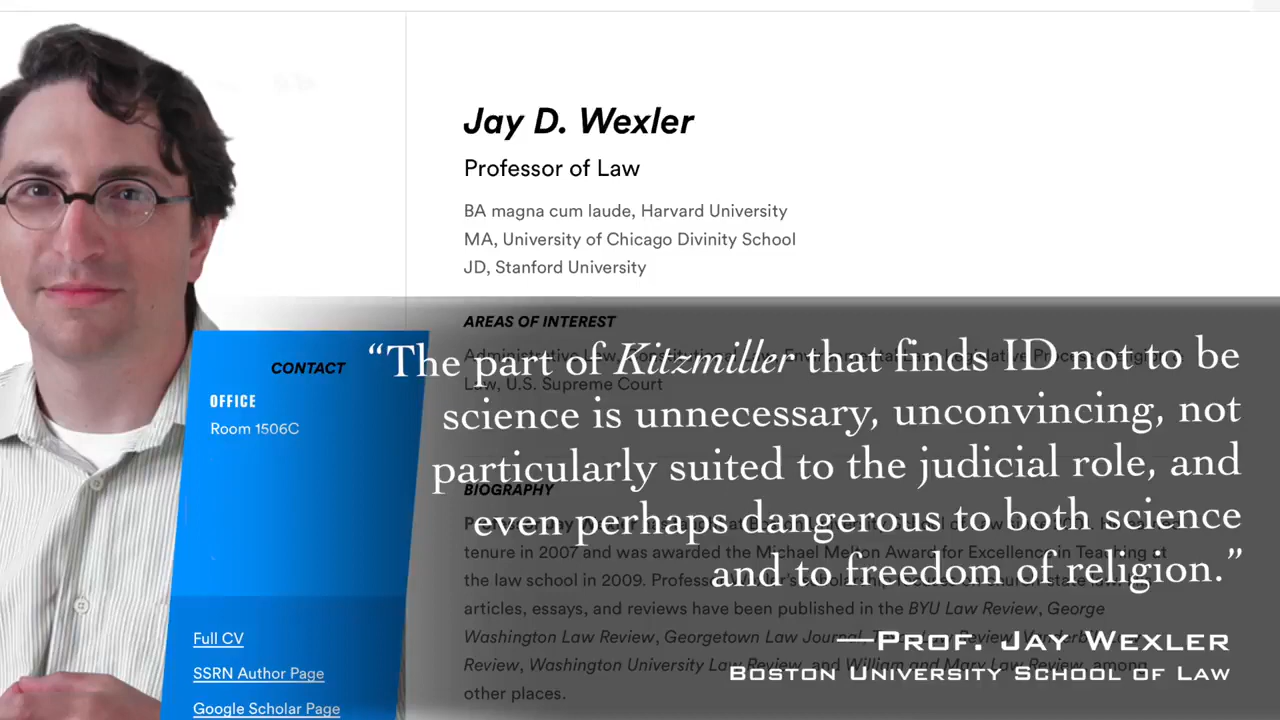 Jay D. Wexler
Professor of Law
BA magna cum laude, Harvard University
MA, University of Chicago Divinity School
JD, Stanford University
AREAS OF INTEREST
Law, U.S. Supreme Court
CONTACT
OFFICE
Room 1506C
“The part of Kitzmiller that finds ID not to be
science is unnecessary, unconvincing, not
particularly suited to the judicial role, and
even perhaps dangerous to both science
and to freedom of religion.”
—Prof. Jay Wexler
Boston University School of Law
BIOGRAPHY
tenure in 2007 and was awarded the Michael Melton Award for Excellence in Teaching at
the law school in 2009.
articles, essays, and reviews have been published in the BYU Law Review, George
Washington Law Review, Georgetown Law Journal,
Review, Washington University Law Review, and William and Mary Law Review, among
other places.
Full CV
SSRN Author Page
Google Scholar Page